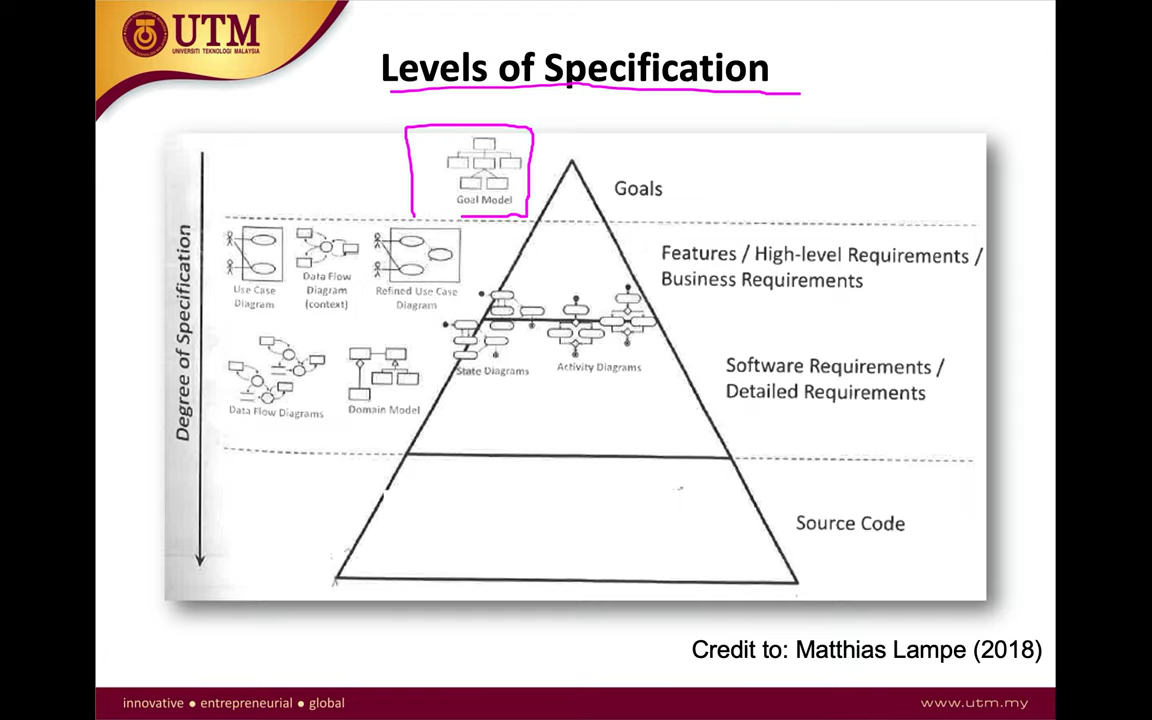 UTM
UNIVERSITI TEKNOLOGI MALAYSIA
Levels of Specification
Goal Model
Goals
Degree of Specification
Use Case
Diagram
Data Flow
Diagram
(context)
Refined Use Case
Diagram
Features / High-level Requirements /
Business Requirements
State Diagrams
Activity Diagrams
Software Requirements /
Detailed Requirements
Data Flow Diagrams
Domain Model
Source Code
Credit to: Matthias Lampe (2018)
innovative ● entrepreneurial ● global
www.utm.my